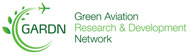 GARDN
Green Aviation
Research & Development
Network